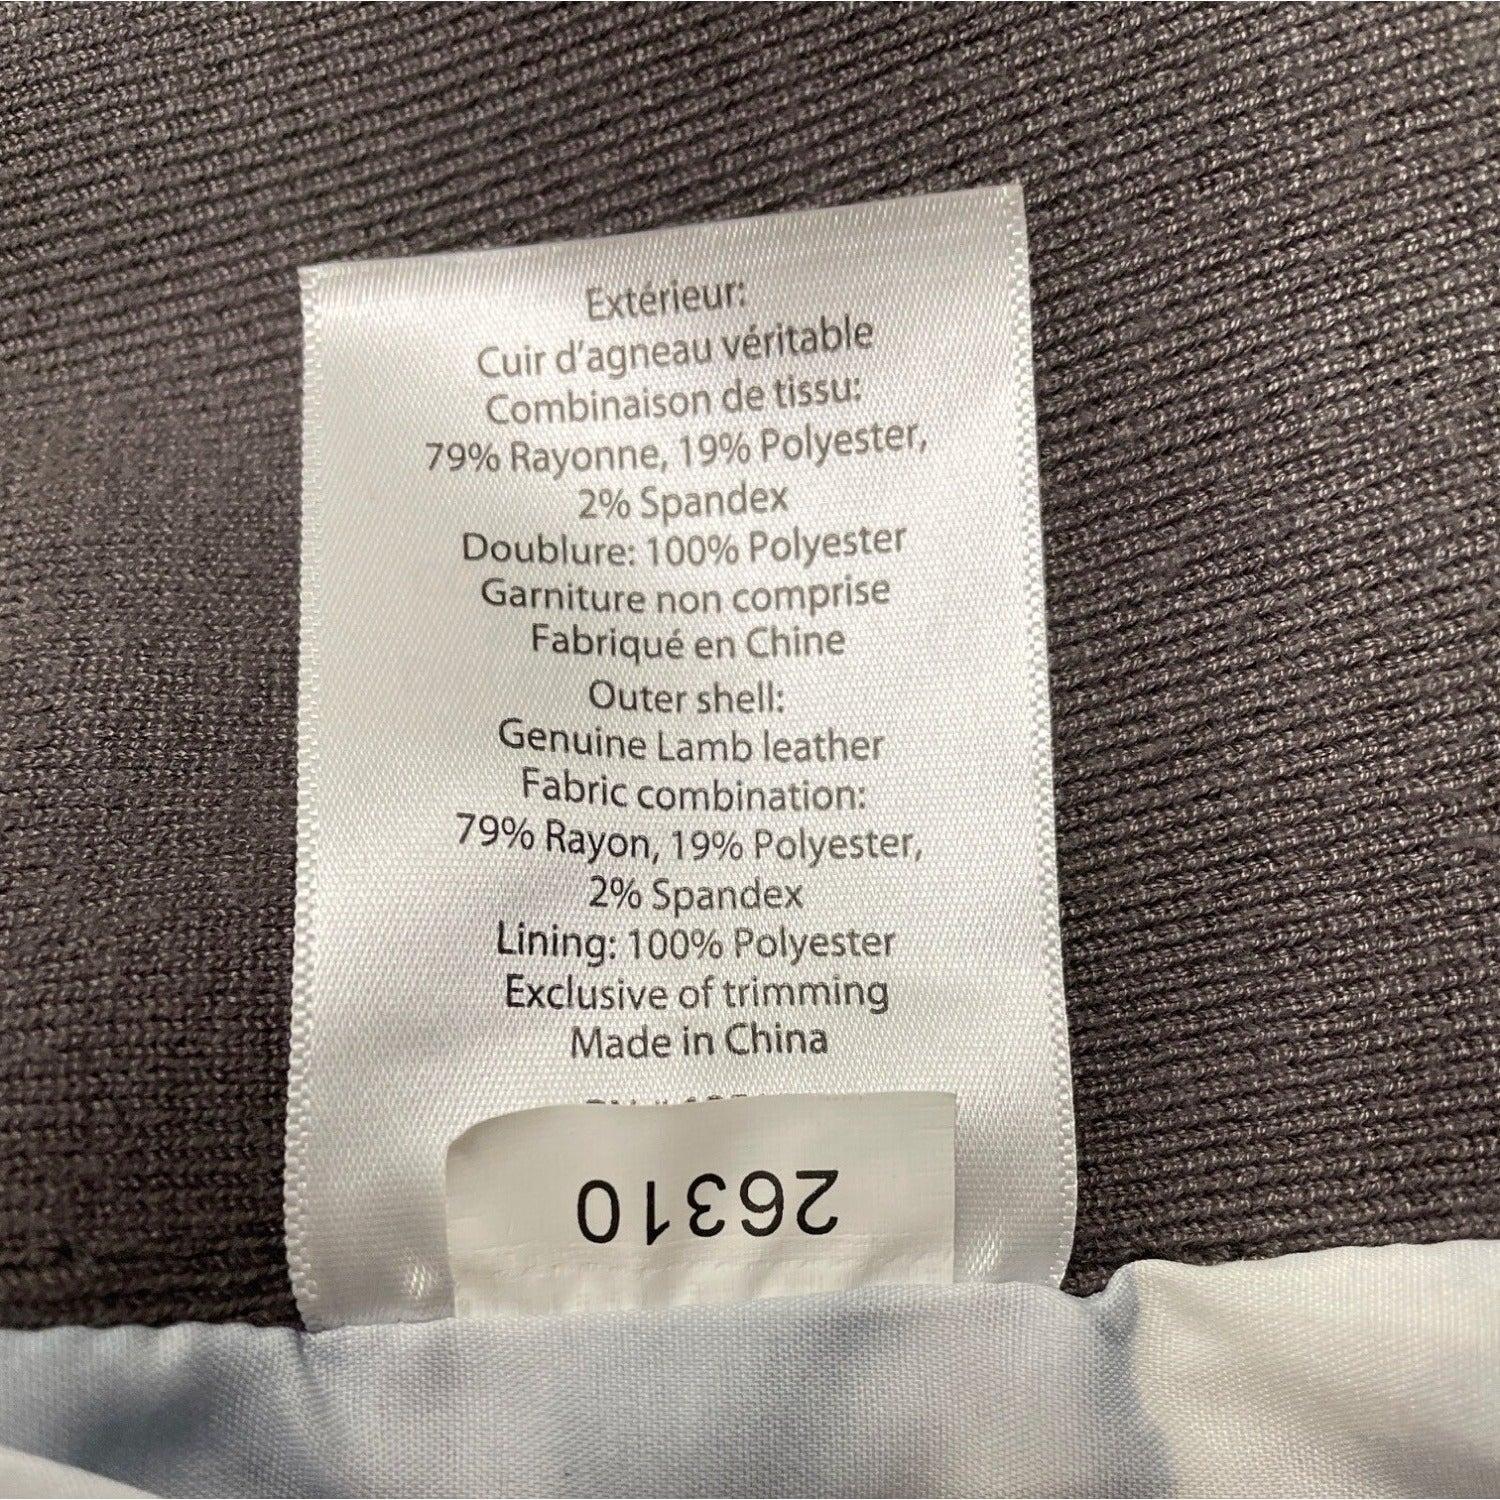 Extérieur:
Cuir d'agneau véritable
Combinaison de tissu:
79% Rayonne, 19% Polyester,
2% Spandex
Doublure: 100% Polyester
Garniture non comprise
Fabriqué en Chine
Outer shell:
Genuine Lamb leather
Fabric combination:
79% Rayon, 19% Polyester,
2% Spandex
Lining: 100% Polyester
Exclusive of trimming
Made in China
26310